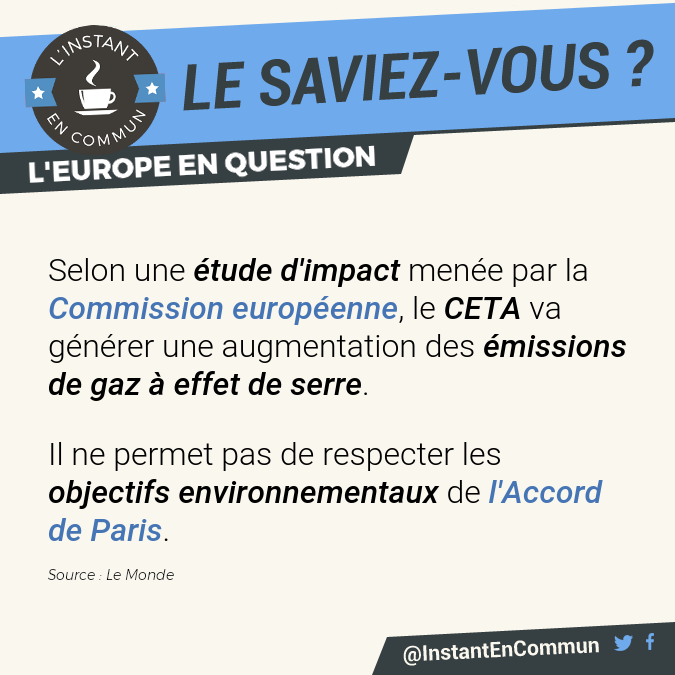 L'INSTANT
EN COMMUN
LE SAVIEZ-VOUS ?
L'EUROPE EN QUESTION
Selon une étude d'impact menée par la
Commission européenne, le CETA va
générer une augmentation des émissions
de gaz à effet de serre.
Il ne permet pas de respecter les
objectifs environnementaux de l'Accord
de Paris.
Source : Le Monde
@InstantEnCommun